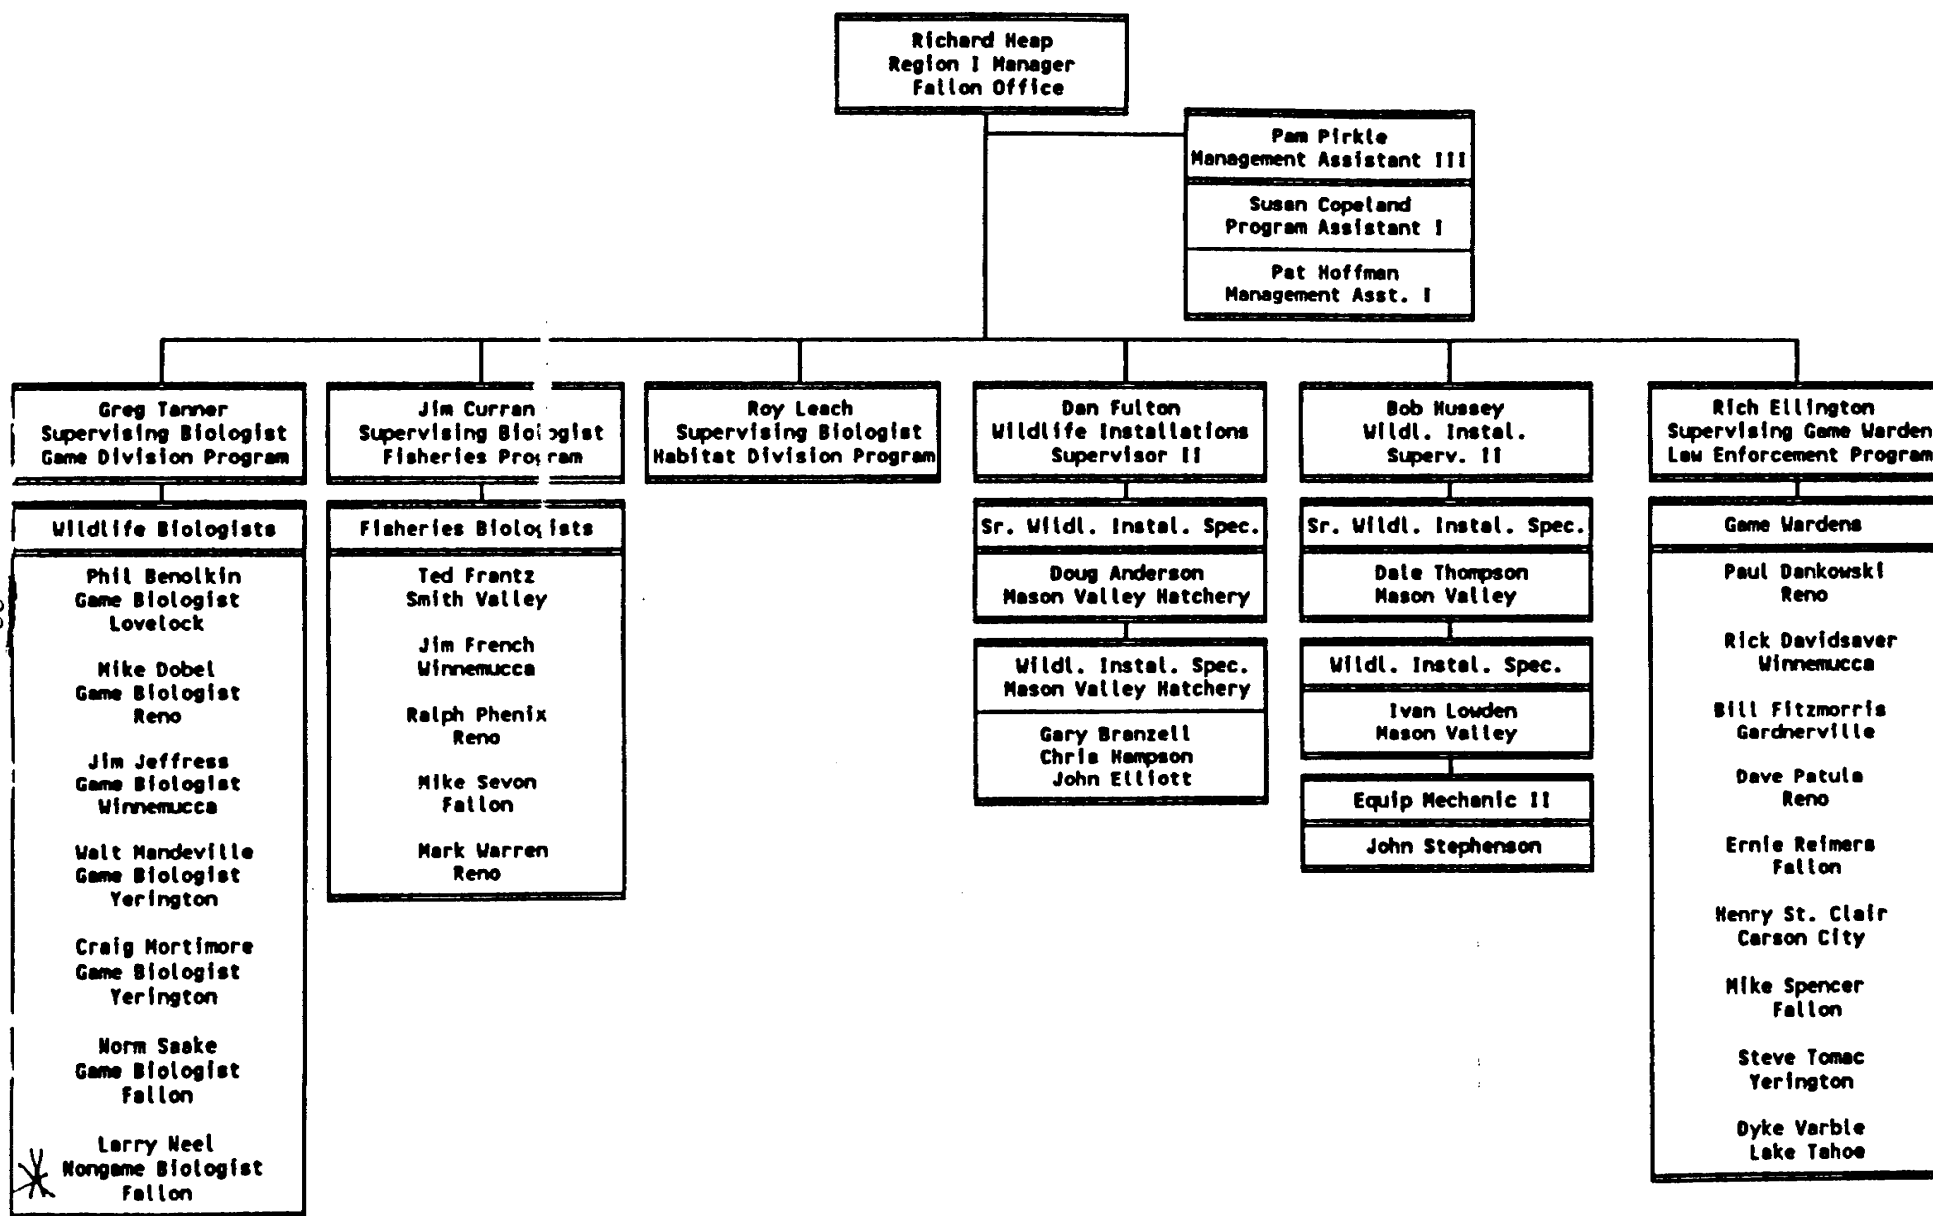 Richard Heap
Region I Manager
Fallon Office
Pam Pirkle
Management Assistant III
Susan Copeland
Program Assistant I
Pat Hoffman
Management Asst. I
Greg Tanner
Supervising Biologist
Game Division Program
Jim Curran
Supervising Biologist
Fisheries Program
Roy Leach
Supervising Biologist
Habitat Division Program
Dan Fulton
Wildlife Installations
Supervisor II
Bob Hussey
Wildl. Instal.
Superv. II
Rich Ellington
Supervising Game Warden
Law Enforcement Program
Wildlife Biologists
Phil Benolkin
Game Biologist
Lovelock
Mike Dobel
Game Biologist
Reno
Jim Jeffress
Game Biologist
Winnemucca
Walt Mandeville
Game Biologist
Yerington
Craig Mortimore
Game Biologist
Yerington
Norm Saake
Game Biologist
Fallon
Larry Neel
Nongame Biologist
Fallon
Fisheries Biologists
Ted Frantz
Smith Valley
Jim French
Winnemucca
Ralph Phenix
Reno
Mike Sevon
Fallon
Mark Warren
Reno
Sr. Wildl. Instal. Spec.
Doug Anderson
Mason Valley Hatchery
Wildl. Instal. Spec.
Mason Valley Hatchery
Gary Branzell
Chris Hampson
John Elliott
Sr. Wildl. Instal. Spec.
Dale Thompson
Mason Valley
Wildl. Instal. Spec.
Ivan Lowden
Mason Valley
Equip Mechanic II
John Stephenson
Game Wardens
Paul Dankowski
Reno
Rick Davidsaver
Winnemucca
Bill Fitzmorris
Gardnerville
Dave Patula
Reno
Ernie Reimers
Fallon
Henry St. Clair
Carson City
Mike Spencer
Fallon
Steve Tomac
Yerington
Dyke Varble
Lake Tahoe